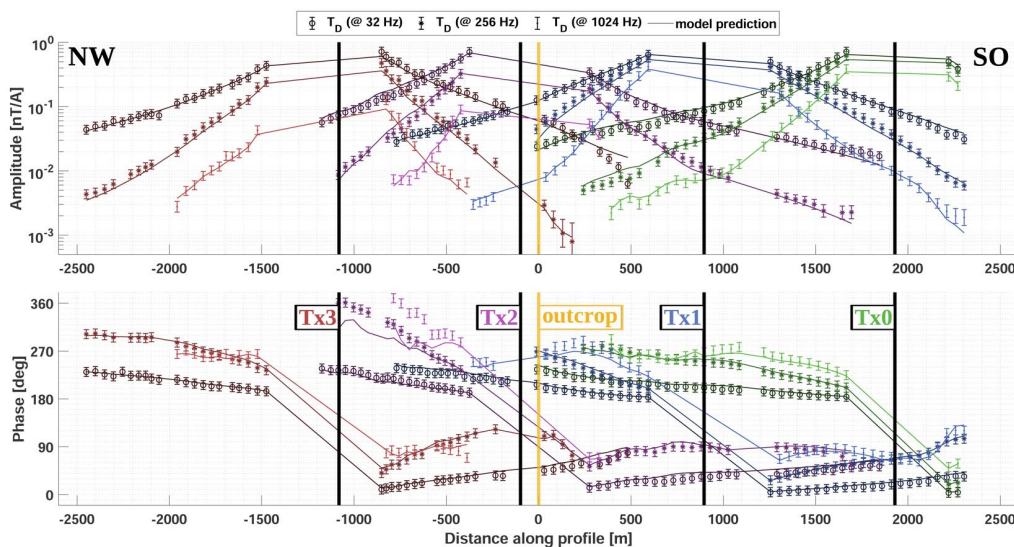 T_D (@ 32 Hz) T_D (@ 256 Hz) T_D (@ 1024 Hz) model prediction
NW SO
Amplitude [nT/A]
10^0
10^-1
10^-2
10^-3
-2500 -2000 -1500 -1000 -500 0 500 1000 1500 2000 2500
Phase [deg]
360
270
180
90
0
Tx3 Tx2 outcrop Tx1 Tx0
-2500 -2000 -1500 -1000 -500 0 500 1000 1500 2000 2500
Distance along profile [m]